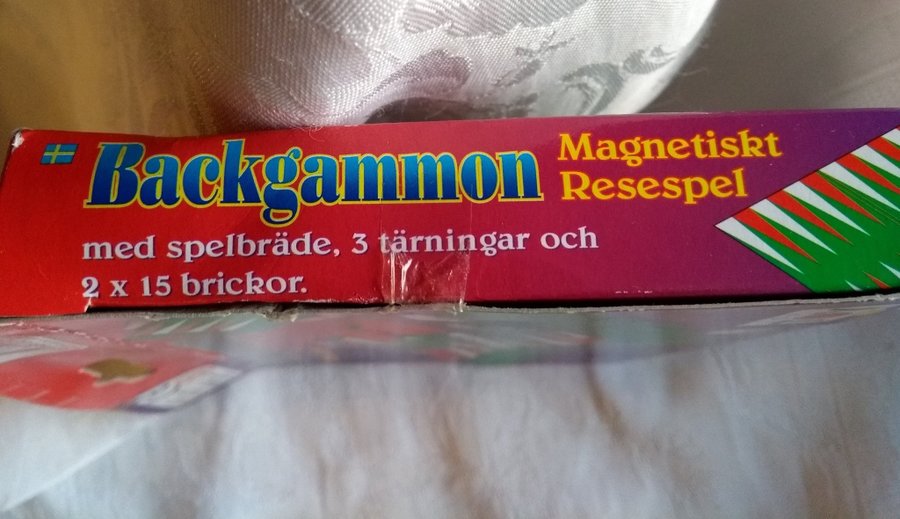 Backgammon
Magnetiskt
Resespel
med spelbräde, 3 tärningar och
2 x 15 brickor.